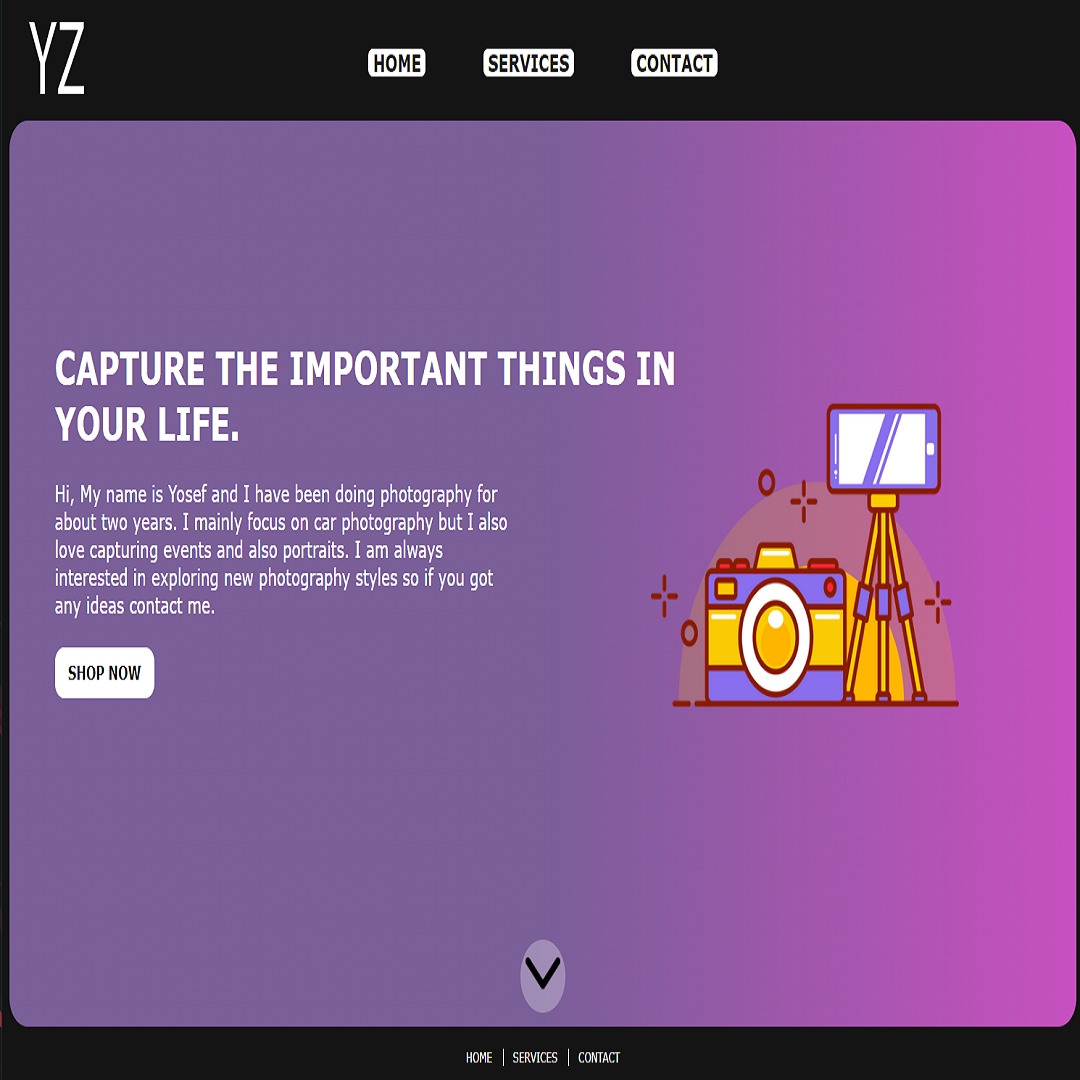 YZ
HOME SERVICES CONTACT
CAPTURE THE IMPORTANT THINGS IN
YOUR LIFE.
Hi, My name is Yosef and I have been doing photography for
about two years. I mainly focus on car photography but I also
love capturing events and also portraits. I am always
interested in exploring new photography styles so if you got
any ideas contact me.
SHOP NOW
HOME SERVICES CONTACT